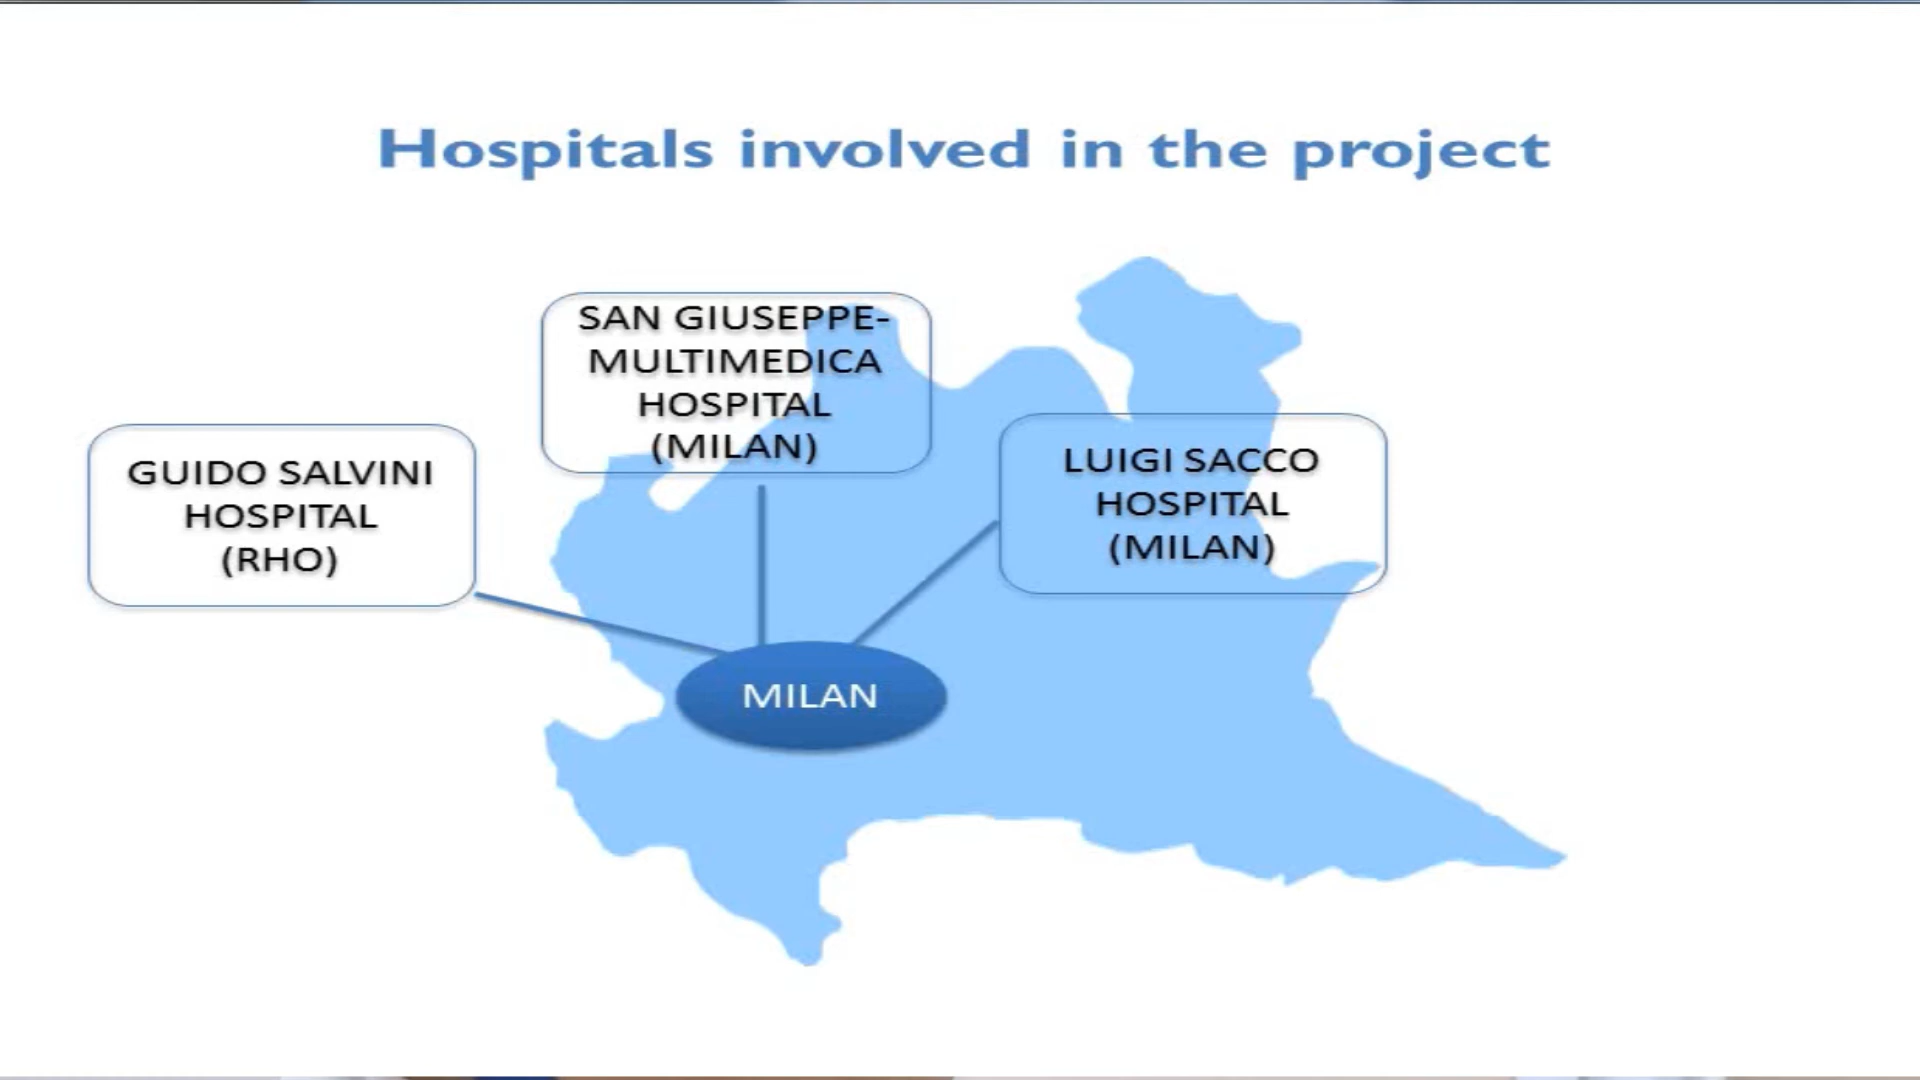 Hospitals involved in the project
SAN GIUSEPPE-
MULTIMEDICA
HOSPITAL
(MILAN)
GUIDO SALVINI
HOSPITAL
(RHO)
LUIGI SACCO
HOSPITAL
(MILAN)
MILAN